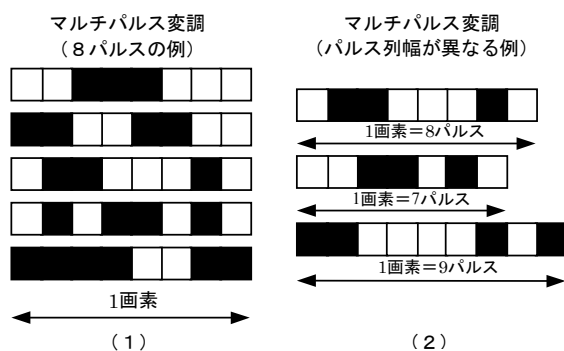 マルチパルス変調
（８パルスの例）
1画素
（１）
マルチパルス変調
（パルス列幅が異なる例）
1画素＝8パルス
1画素＝7パルス
1画素＝9パルス
（２）